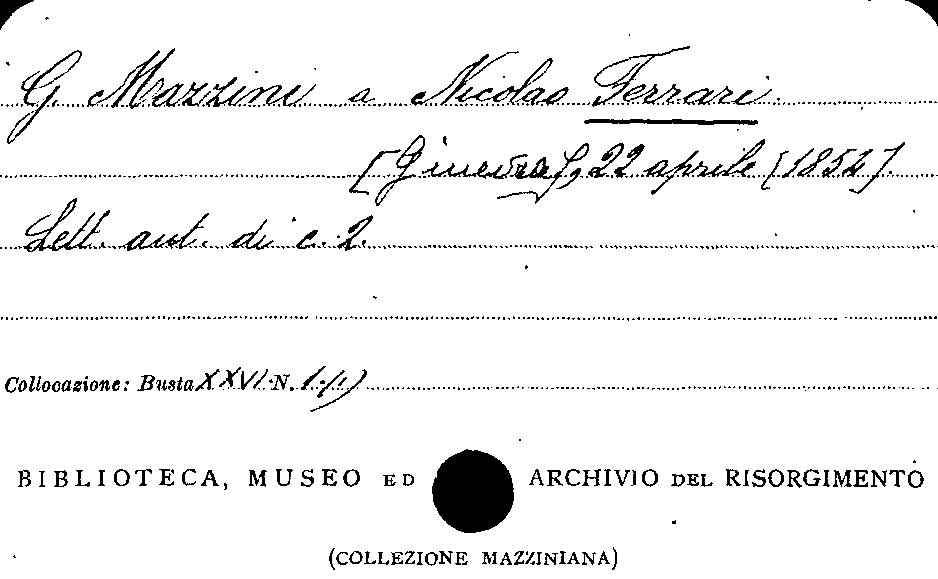 G. Mazzini a Nicolao Ferrari.
[Ginevra], 22 aprile [1854].
Lett. aut. di c. 2.
Collocazione: Busta XXVI N. 1./1)
BIBLIOTECA, MUSEO ED ARCHIVIO DEL RISORGIMENTO
(COLLEZIONE MAZZINIANA)